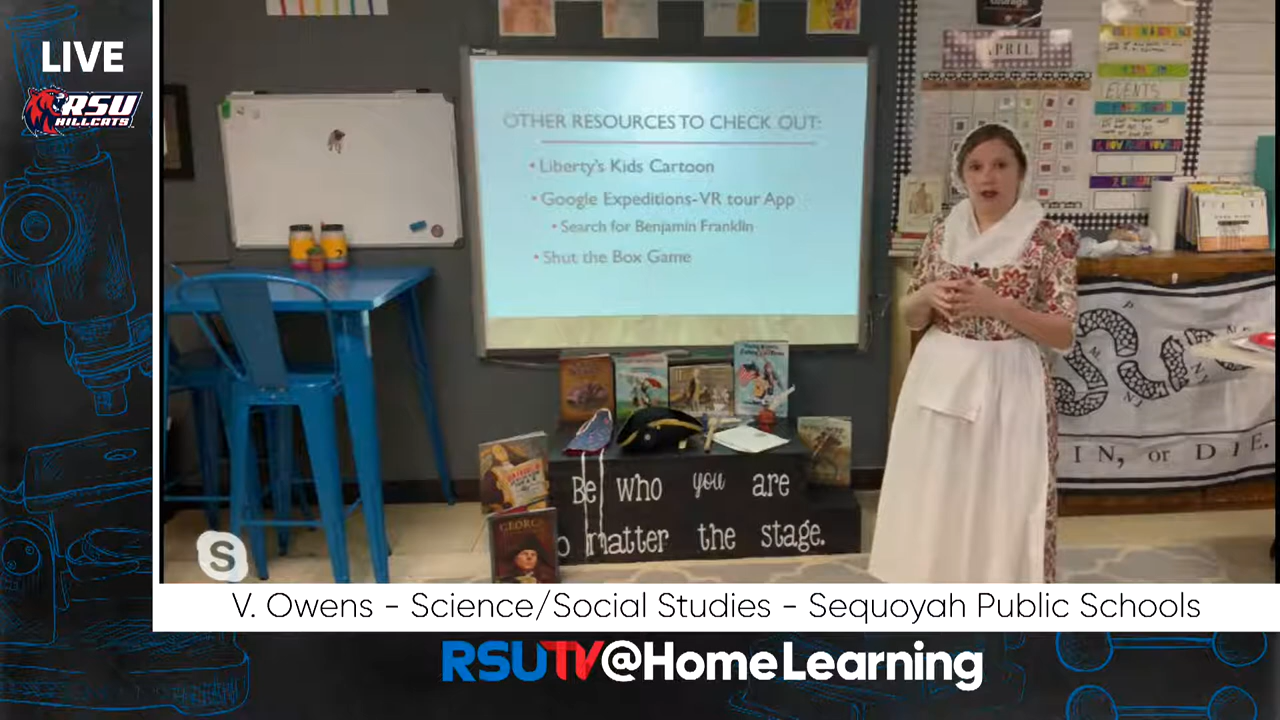 LIVE
RSU
HILLCATS
courage
APRIL
EVENTS
OTHER RESOURCES TO CHECK OUT:
• Liberty's Kids Cartoon
• Google Expeditions-VR tour App
• Search for Benjamin Franklin
• Shut the Box Game
GEORGE
Be who you are
matter the stage.
IN, or DIE.
S
V. Owens - Science/Social Studies - Sequoyah Public Schools
RSUTV@HomeLearning